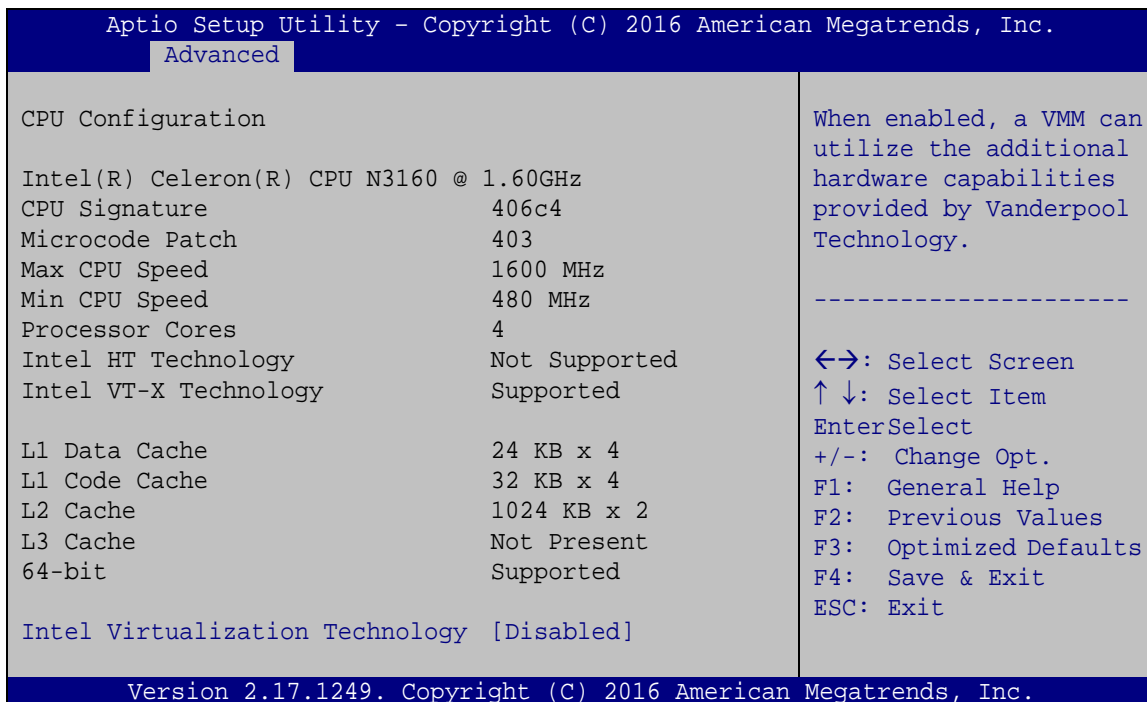 Aptio Setup Utility – Copyright (C) 2016 American Megatrends, Inc.
Advanced
CPU Configuration
Intel(R) Celeron(R) CPU N3160 @ 1.60GHz
CPU Signature 406c4
Microcode Patch 403
Max CPU Speed 1600 MHz
Min CPU Speed 480 MHz
Processor Cores 4
Intel HT Technology Not Supported
Intel VT-X Technology Supported
L1 Data Cache 24 KB x 4
L1 Code Cache 32 KB x 4
L2 Cache 1024 KB x 2
L3 Cache Not Present
64-bit Supported
Intel Virtualization Technology [Disabled]
When enabled, a VMM can
utilize the additional
hardware capabilities
provided by Vanderpool
Technology.
----------------------
←→: Select Screen
↑ ↓: Select Item
EnterSelect
+/-: Change Opt.
F1: General Help
F2: Previous Values
F3: Optimized Defaults
F4: Save & Exit
ESC: Exit
Version 2.17.1249. Copyright (C) 2016 American Megatrends, Inc.